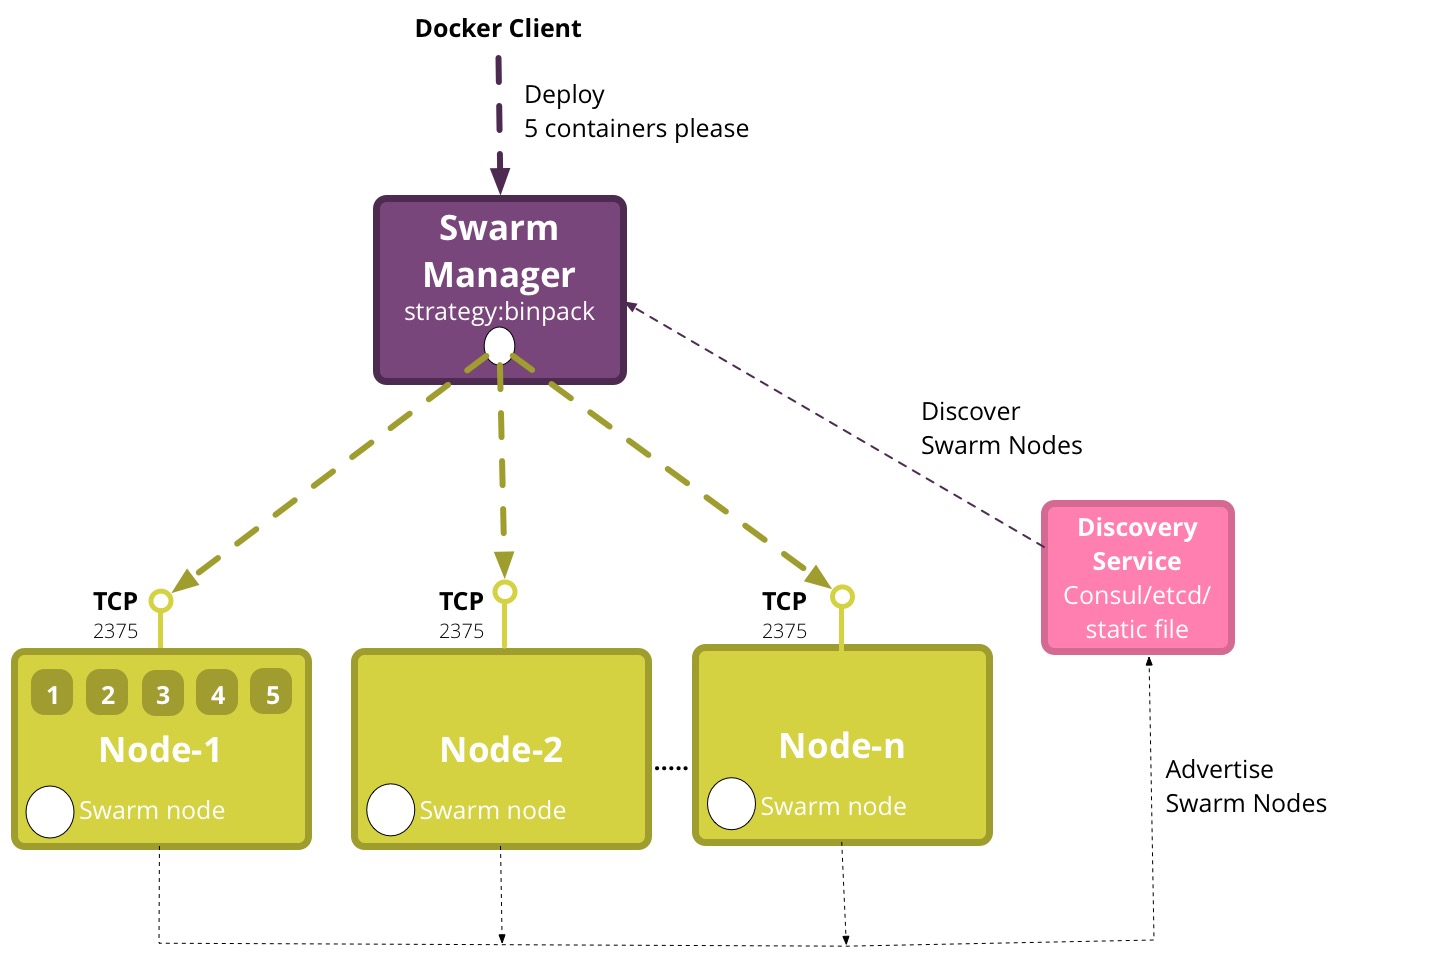 Docker Client
Deploy
5 containers please
Swarm
Manager
strategy:binpack
Discover
Swarm Nodes
Discovery
Service
Consul/etcd/
static file
TCP
2375
TCP
2375
TCP
2375
1 2 3 4 5
Node-1
Swarm node
Node-2
Swarm node
.....
Node-n
Swarm node
Advertise
Swarm Nodes